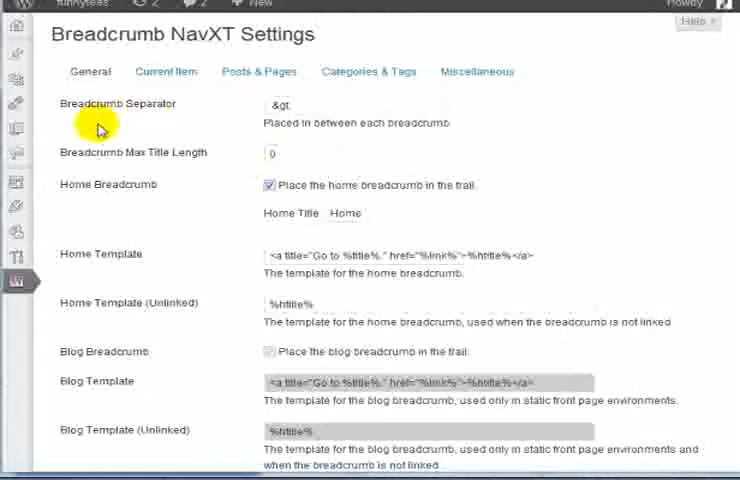 funnytees 2 2 New Howdy
Help
Breadcrumb NavXT Settings
General Current Item Posts & Pages Categories & Tags Miscellaneous
Breadcrumb Separator &gt;
Placed in between each breadcrumb.
Breadcrumb Max Title Length 0
Home Breadcrumb Place the home breadcrumb in the trail.
Home Title Home
Home Template <a title="Go to %title%." href="%link%">%htitle%</a>
The template for the home breadcrumb.
Home Template (Unlinked) %htitle%
The template for the home breadcrumb, used when the breadcrumb is not linked
Blog Breadcrumb Place the blog breadcrumb in the trail.
Blog Template <a title="Go to %title%." href="%link%">%htitle%</a>
The template for the blog breadcrumb, used only in static front page environments.
Blog Template (Unlinked) %htitle%
The template for the blog breadcrumb, used only in static front page environments and
when the breadcrumb is not linked.